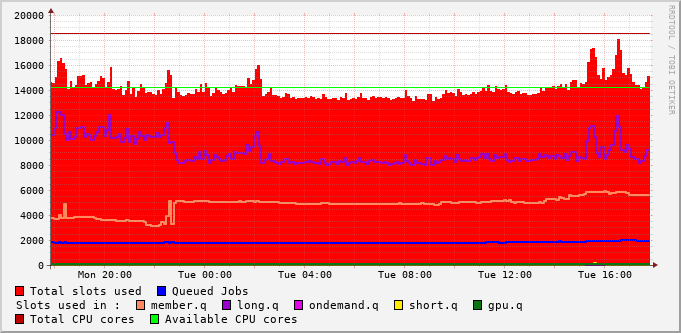 20000
18000
16000
14000
12000
10000
8000
6000
4000
2000
0
Mon 20:00 Tue 00:00 Tue 04:00 Tue 08:00 Tue 12:00 Tue 16:00
RRDTOOL / TOBI OETIKER
Total slots used Queued Jobs
Slots used in : member.q long.q ondemand.q short.q gpu.q
Total CPU cores Available CPU cores